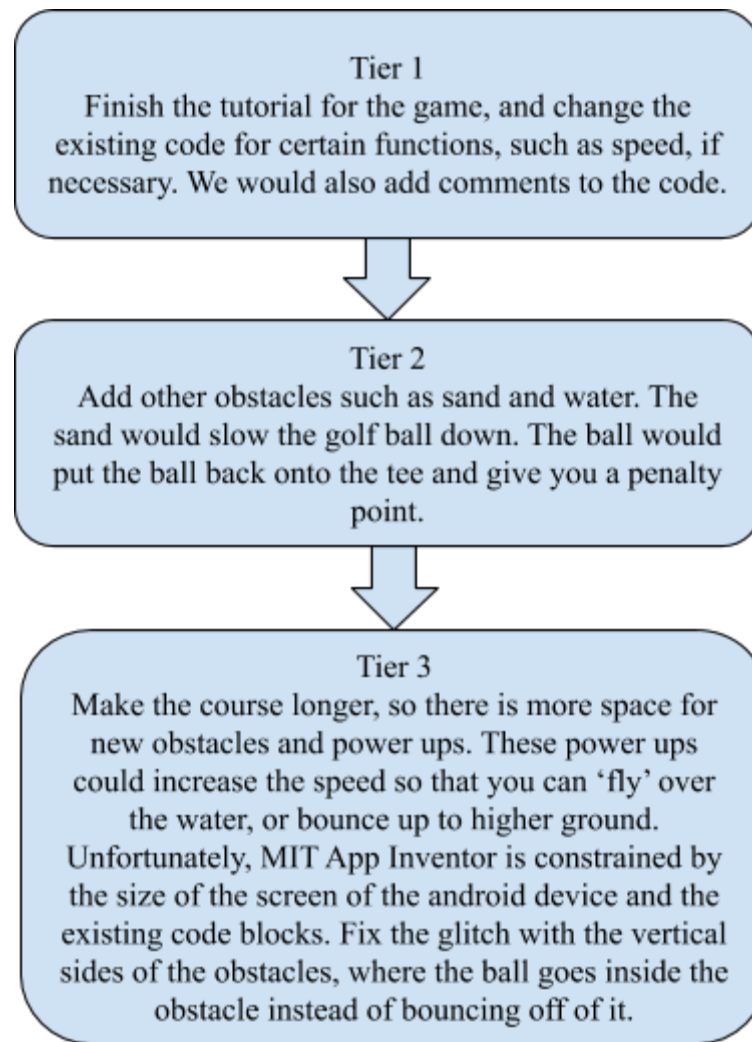 Tier 1
Finish the tutorial for the game, and change the
existing code for certain functions, such as speed, if
necessary. We would also add comments to the code.
Tier 2
Add other obstacles such as sand and water. The
sand would slow the golf ball down. The ball would
put the ball back onto the tee and give you a penalty
point.
Tier 3
Make the course longer, so there is more space for
new obstacles and power ups. These power ups
could increase the speed so that you can ‘fly’ over
the water, or bounce up to higher ground.
Unfortunately, MIT App Inventor is constrained by
the size of the screen of the android device and the
existing code blocks. Fix the glitch with the vertical
sides of the obstacles, where the ball goes inside the
obstacle instead of bouncing off of it.